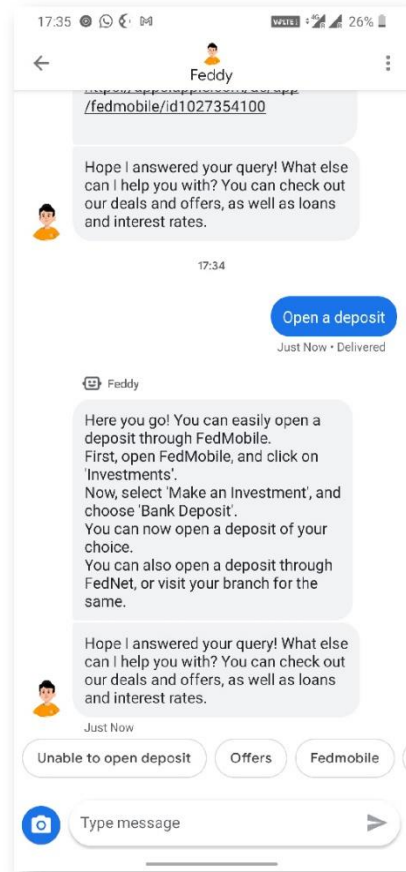 17:35 26%
Feddy
/fedmobile/id1027354100
Hope I answered your query! What else
can I help you with? You can check out
our deals and offers, as well as loans
and interest rates.
17:34
Open a deposit
Just Now • Delivered
Feddy
Here you go! You can easily open a
deposit through FedMobile.
First, open FedMobile, and click on
'Investments'.
Now, select 'Make an Investment', and
choose 'Bank Deposit'.
You can now open a deposit of your
choice.
You can also open a deposit through
FedNet, or visit your branch for the
same.
Hope I answered your query! What else
can I help you with? You can check out
our deals and offers, as well as loans
and interest rates.
Just Now
Unable to open deposit Offers Fedmobile
Type message